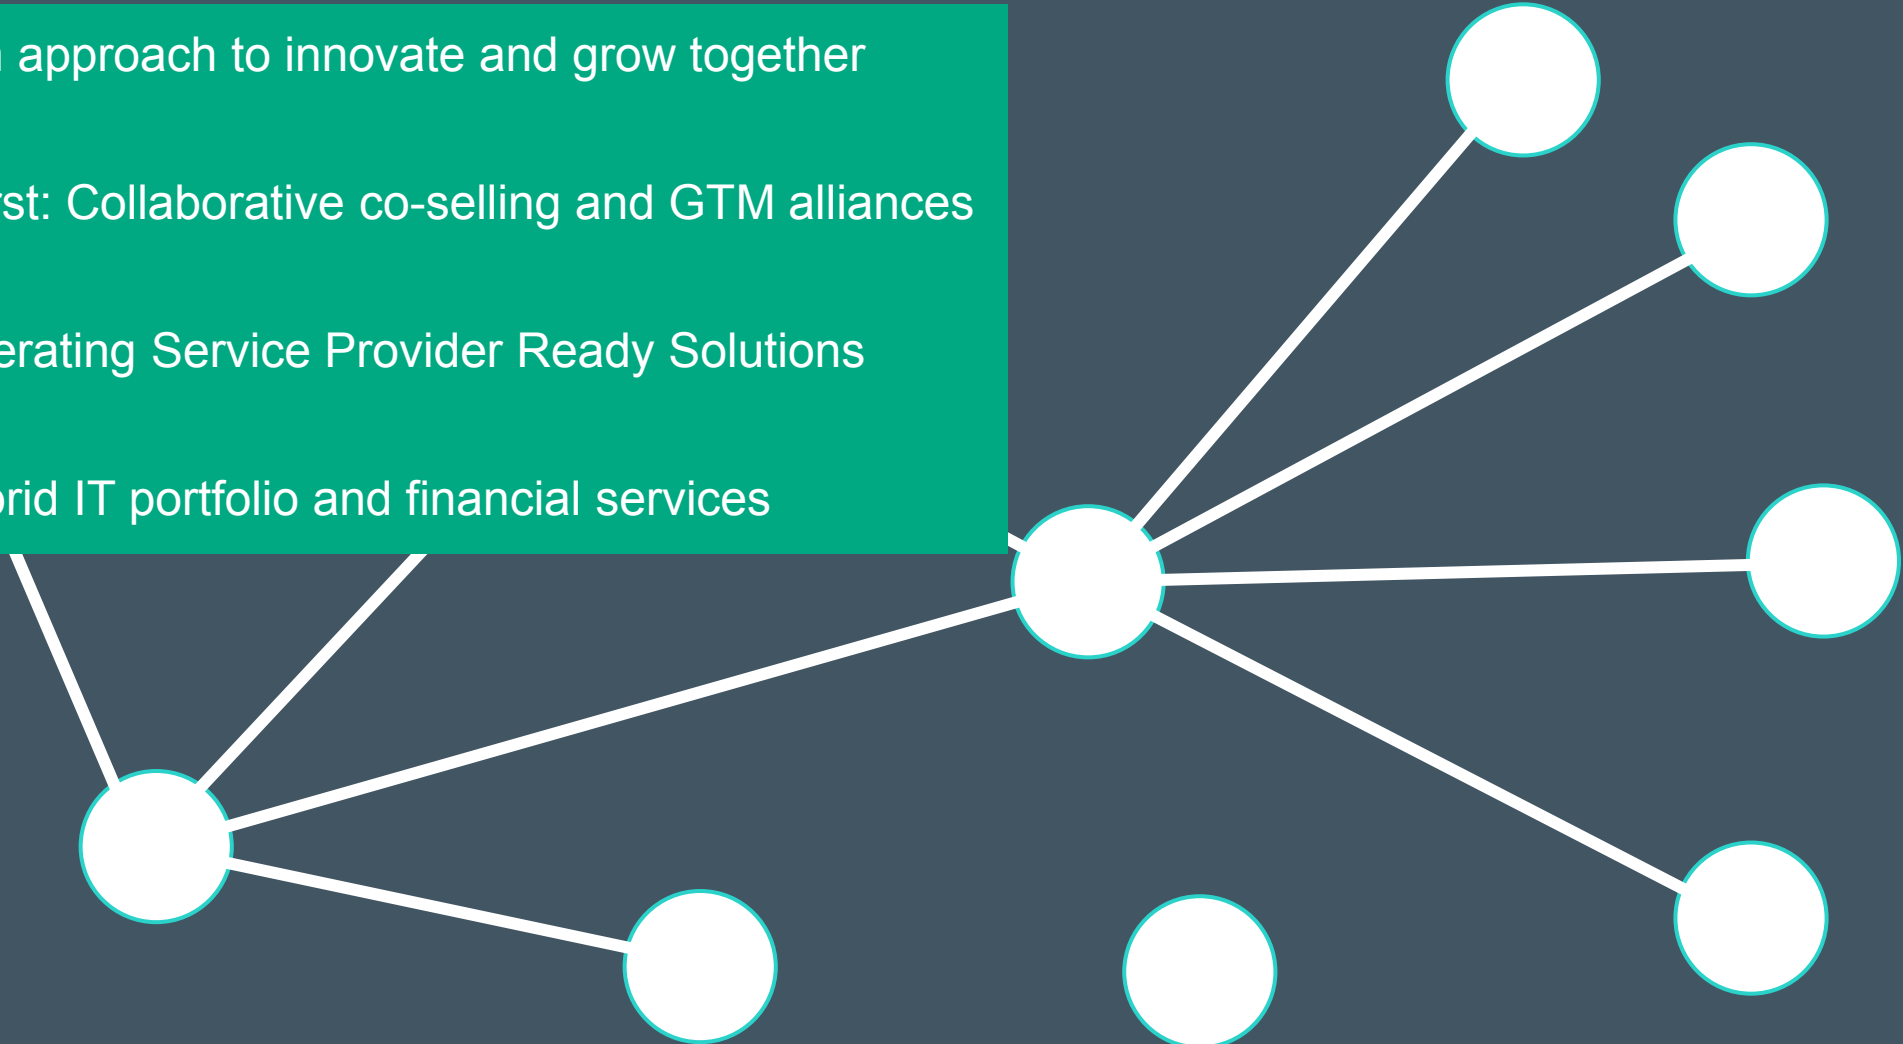 approach to innovate and grow together
rst: Collaborative co-selling and GTM alliances
erating Service Provider Ready Solutions
rid IT portfolio and financial services